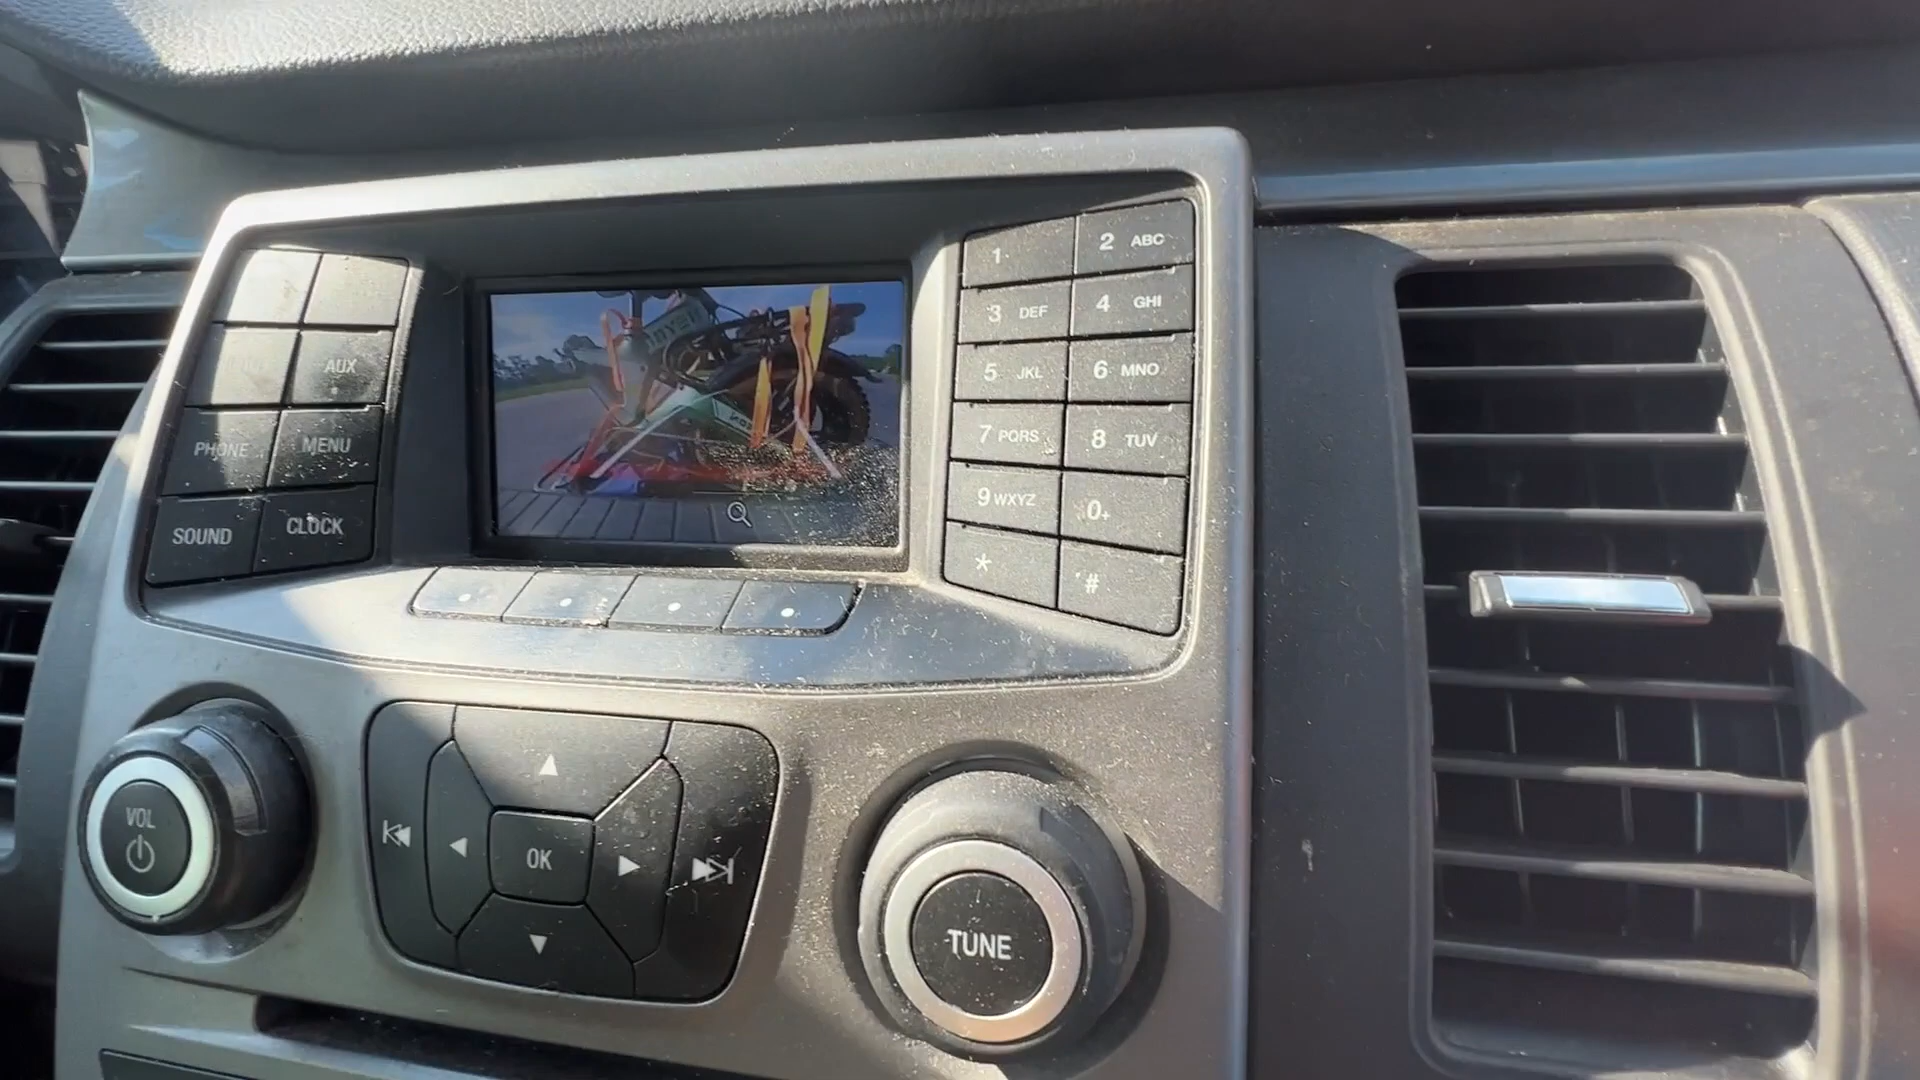 AUX
PHONE
MENU
SOUND
CLOCK
1
2 ABC
3 DEF
4 GHI
5 JKL
6 MNO
7 PQRS
8 TUV
9 WXYZ
0+
*
#
VOL
OK
TUNE